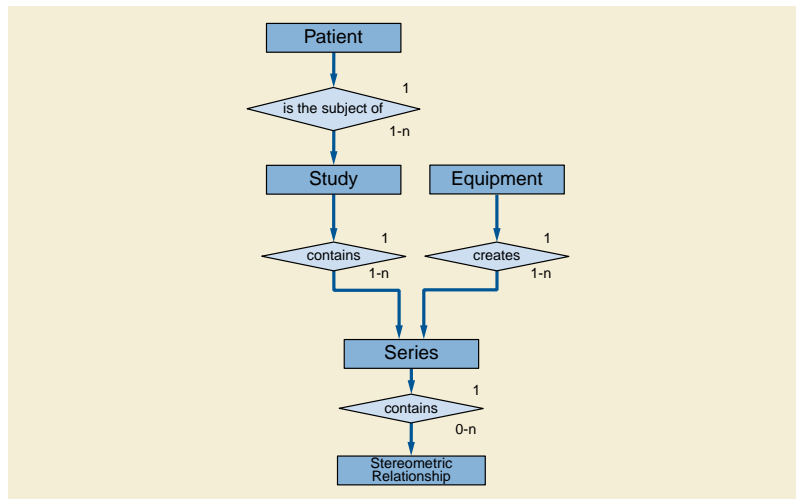 Patient
1
is the subject of
1-n
Study
Equipment
1
1
contains
creates
1-n
1-n
Series
1
contains
0-n
Stereometric
Relationship